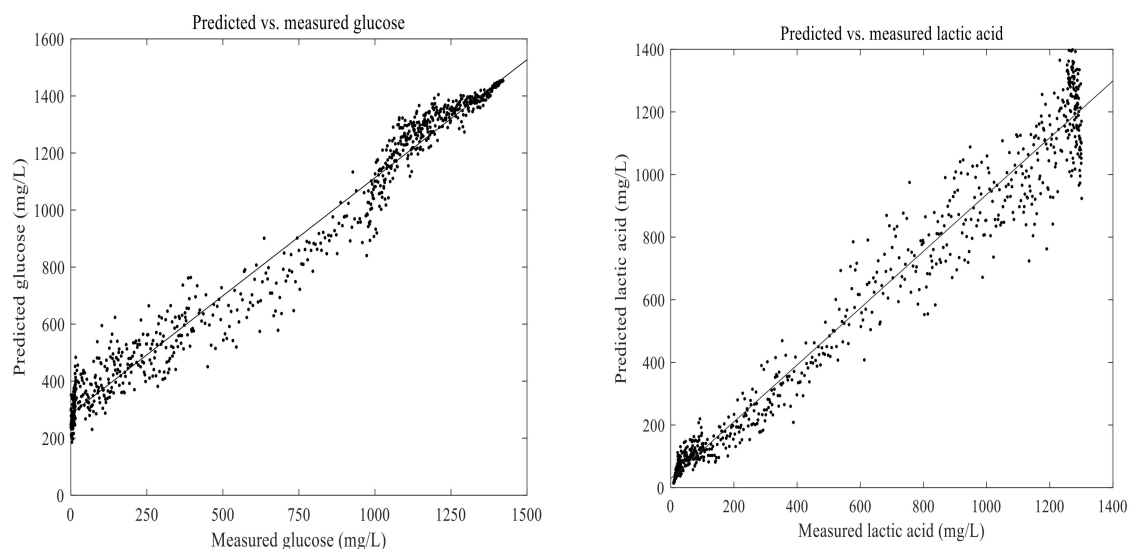 Predicted vs. measured glucose
1600
1400
1200
1000
800
600
400
200
0
Predicted glucose (mg/L)
0 250 500 750 1000 1250 1500
Measured glucose (mg/L)
Predicted vs. measured lactic acid
1400
1200
1000
800
600
400
200
0
Predicted lactic acid (mg/L)
0 200 400 600 800 1000 1200 1400
Measured lactic acid (mg/L)